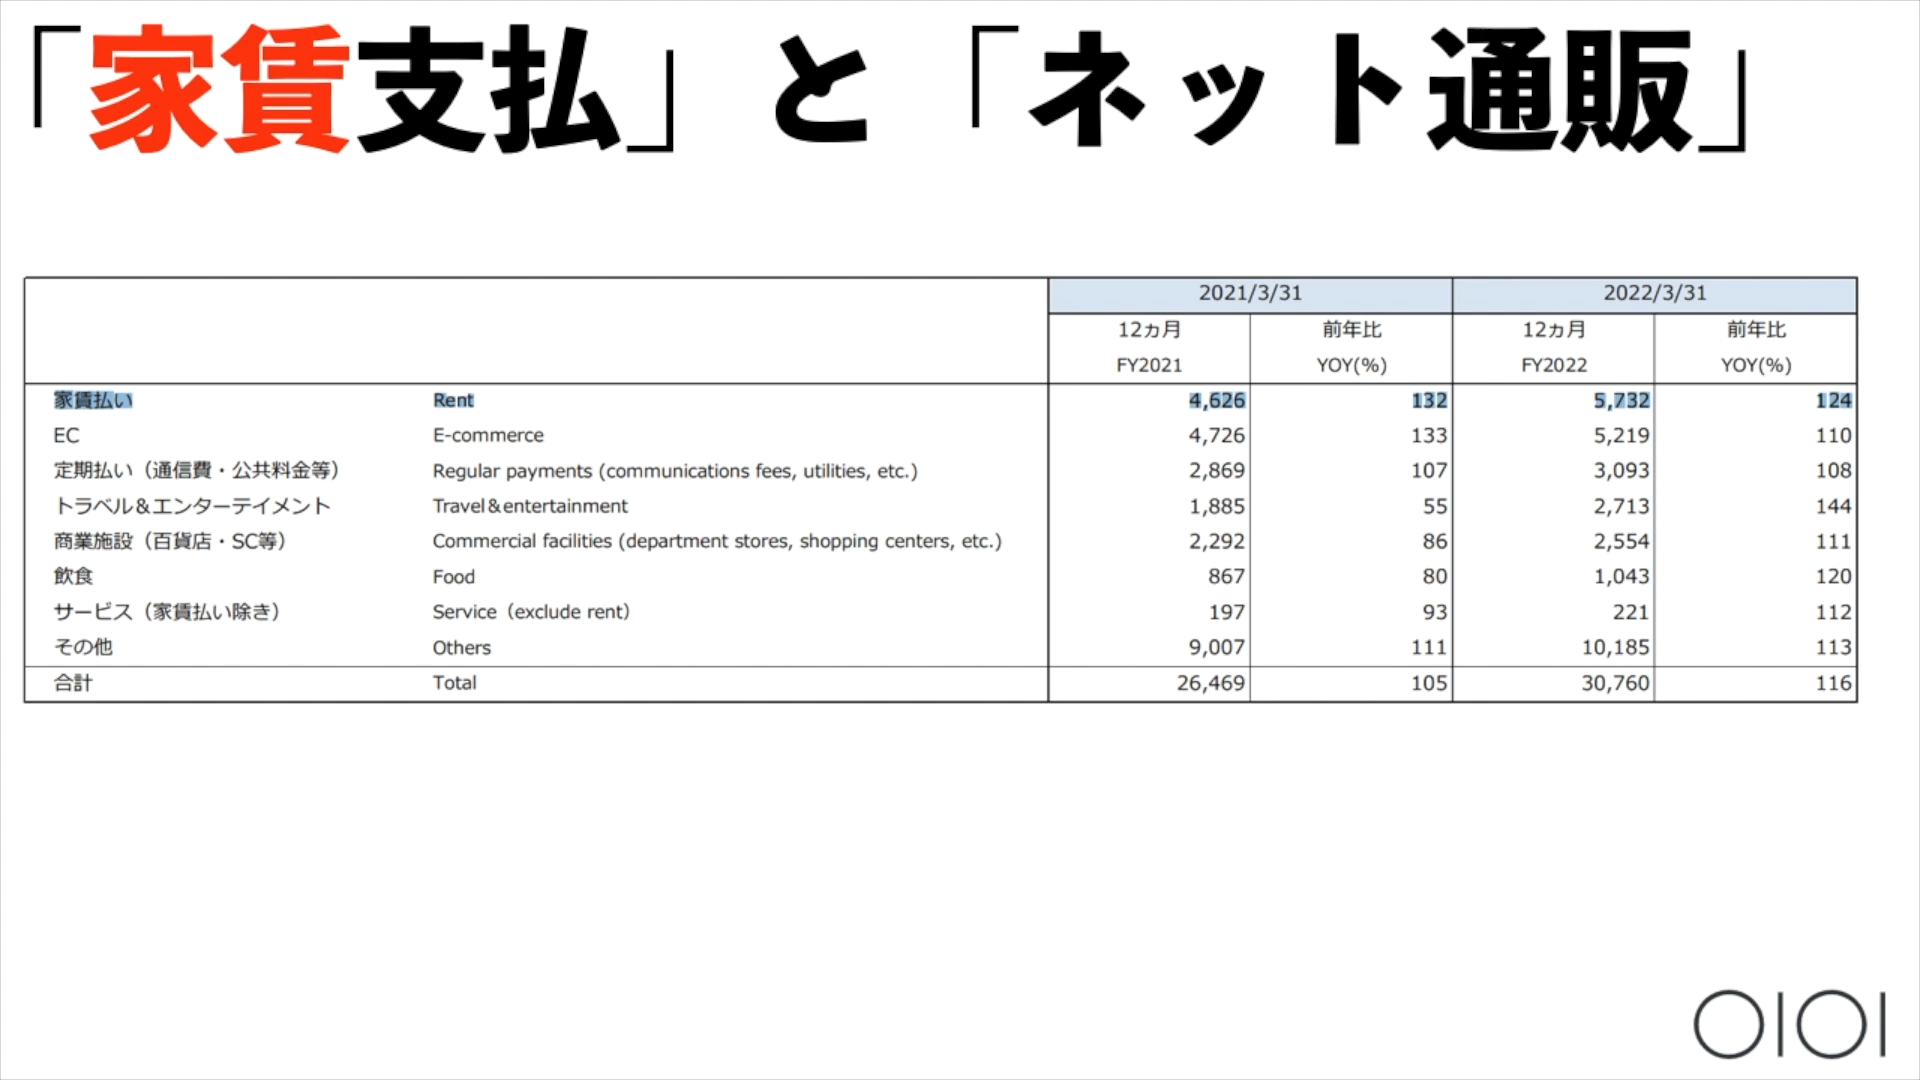 「家賃支払」と「ネット通販」
2021/3/31 2022/3/31
12ヵ月 前年比 12ヵ月 前年比
FY2021 YOY(%) FY2022 YOY(%)
家賃払い Rent 4,626 132 5,732 124
EC E-commerce 4,726 133 5,219 110
定期払い（通信費・公共料金等） Regular payments (communications fees, utilities, etc.) 2,869 107 3,093 108
トラベル＆エンターテイメント Travel＆entertainment 1,885 55 2,713 144
商業施設（百貨店・SC等） Commercial facilities (department stores, shopping centers, etc.) 2,292 86 2,554 111
飲食 Food 867 80 1,043 120
サービス（家賃払い除き） Service（exclude rent） 197 93 221 112
その他 Others 9,007 111 10,185 113
合計 Total 26,469 105 30,760 116
OIOI